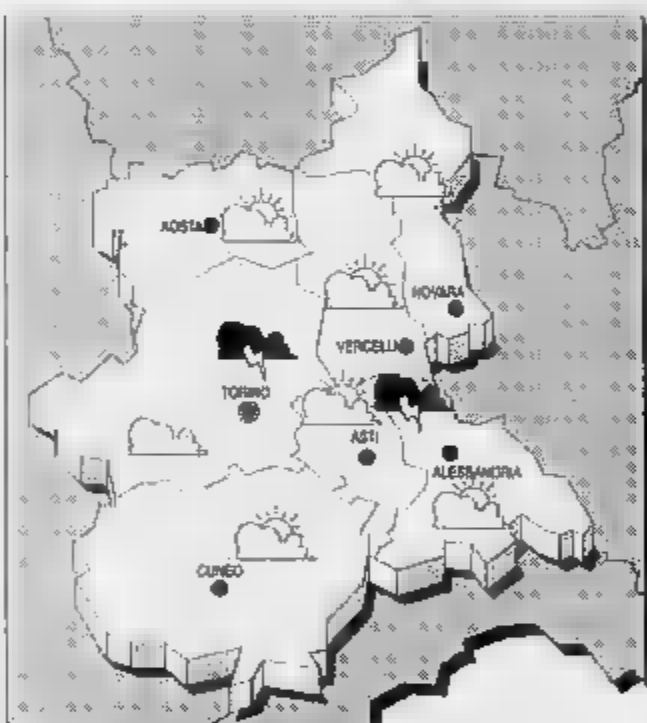 AOSTA
NOVARA
VERCELLI
TORINO
ASTI
ALESSANDRIA
CUNEO